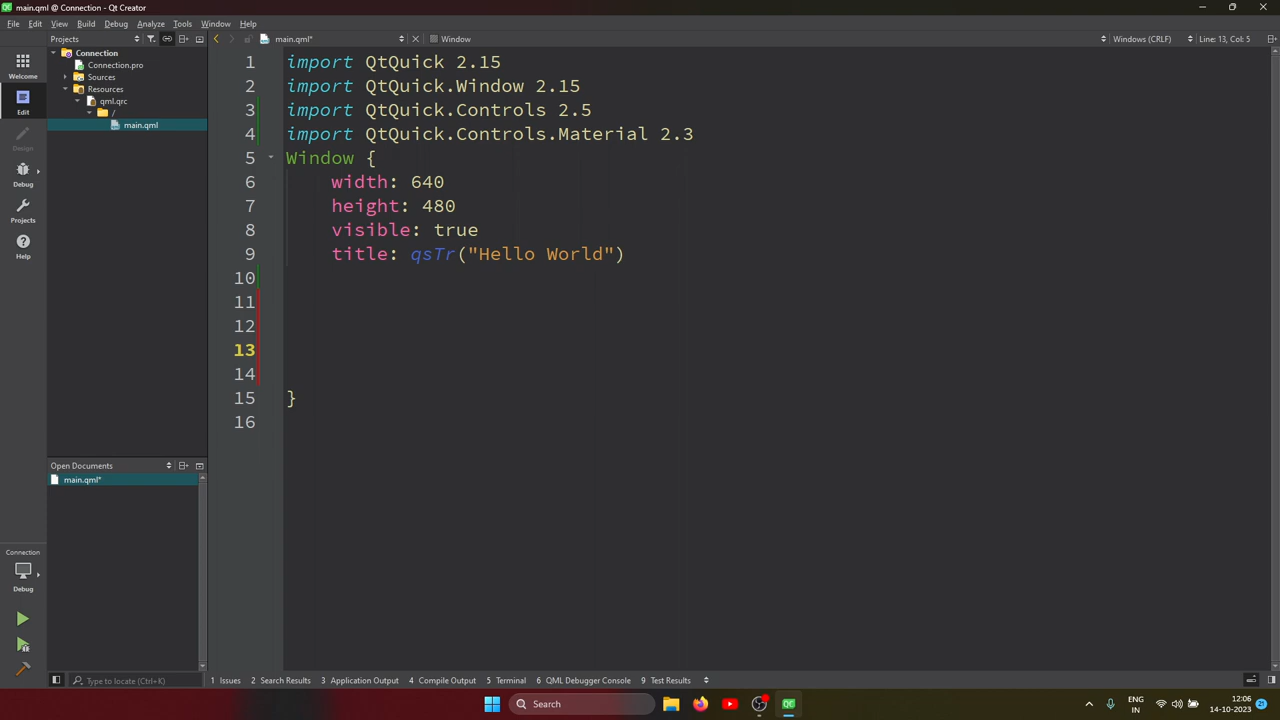 main.qml @ Connection - Qt Creator
File Edit View Build Debug Analyze Tools Window Help
Projects
main.qml*
Window
Windows (CRLF)
Line: 13, Col: 5
Welcome
Edit
Design
Debug
Projects
Help
Connection
Connection.pro
Sources
Resources
qml.qrc
/
main.qml
1 import QtQuick 2.15
2 import QtQuick.Window 2.15
3 import QtQuick.Controls 2.5
4 import QtQuick.Controls.Material 2.3
5 Window {
6 width: 640
7 height: 480
8 visible: true
9 title: qsTr("Hello World")
10
11
12
13
14
15 }
16
Open Documents
main.qml*
Connection
Debug
Type to locate (Ctrl+K)
1 Issues 2 Search Results 3 Application Output 4 Compile Output 5 Terminal 6 QML Debugger Console 9 Test Results
QC
Search
ENG
IN
12:06
14-10-2023
21